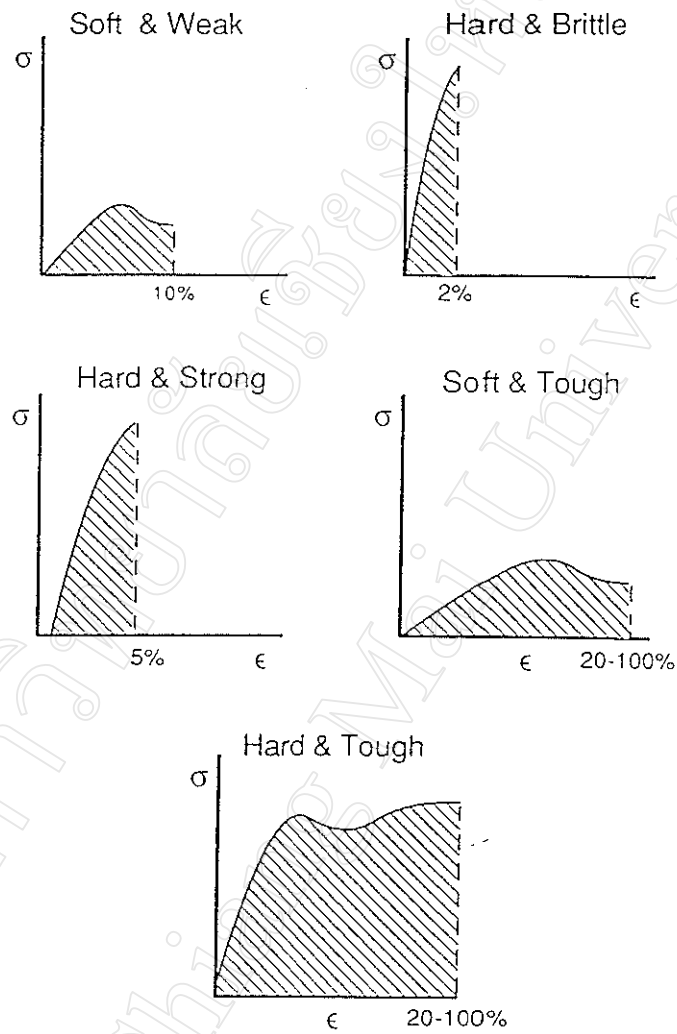 Soft & Weak
σ
10%
ϵ
Hard & Brittle
σ
2%
ϵ
Hard & Strong
σ
5%
ϵ
Soft & Tough
σ
ϵ
20-100%
Hard & Tough
σ
ϵ
20-100%